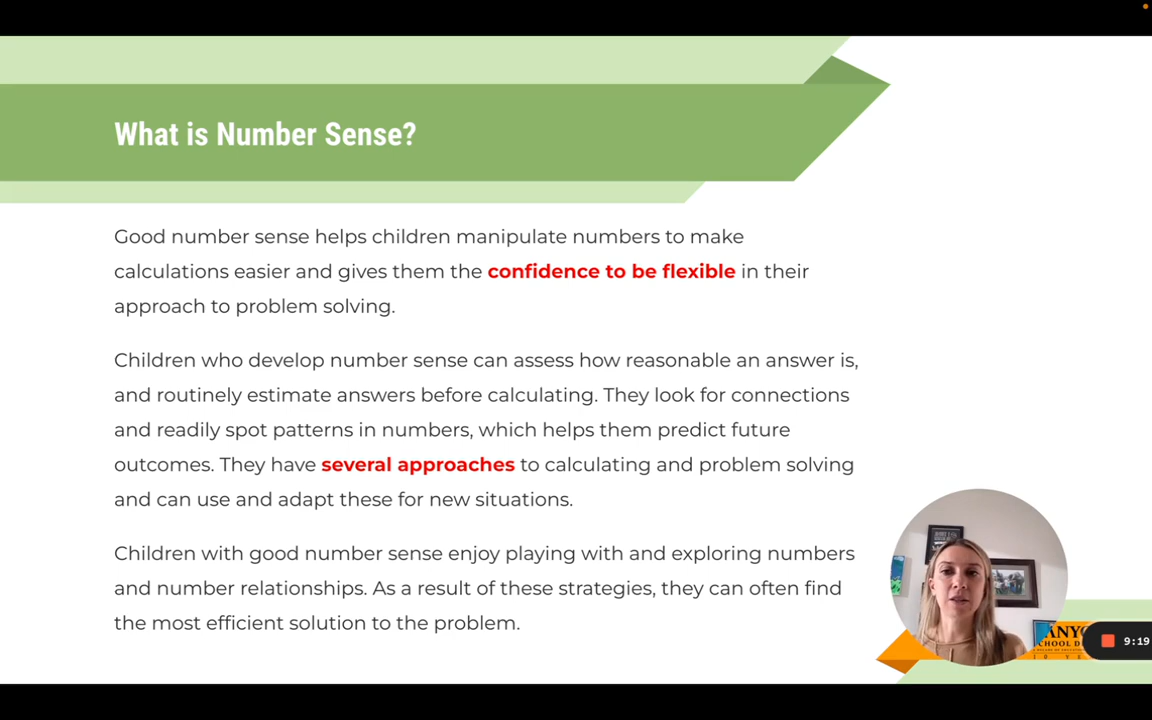 What is Number Sense?
Good number sense helps children manipulate numbers to make
calculations easier and gives them the confidence to be flexible in their
approach to problem solving.
Children who develop number sense can assess how reasonable an answer is,
and routinely estimate answers before calculating. They look for connections
and readily spot patterns in numbers, which helps them predict future
outcomes. They have several approaches to calculating and problem solving
and can use and adapt these for new situations.
Children with good number sense enjoy playing with and exploring numbers
and number relationships. As a result of these strategies, they can often find
the most efficient solution to the problem.
9:19